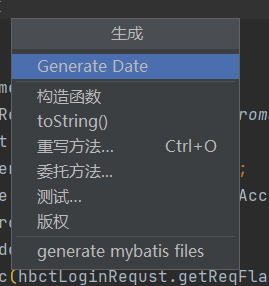 生成
Generate Date
构造函数
toString()
重写方法... Ctrl+O
委托方法...
测试...
版权
generate mybatis files
c(hbctLoginRequst.getReqFla